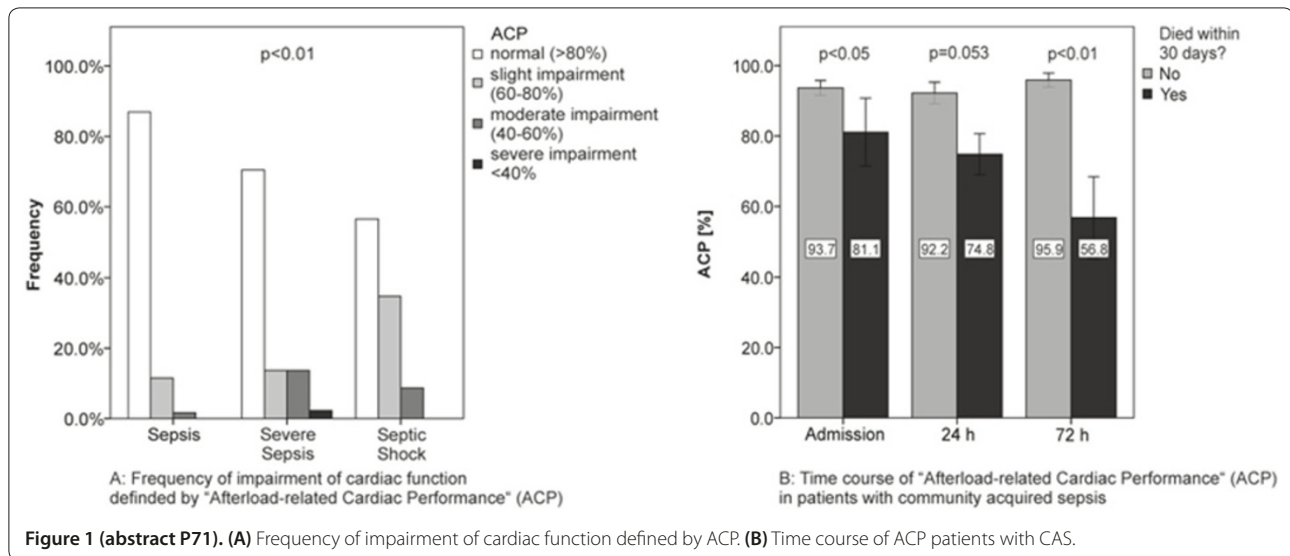 p<0.01
ACP
normal (>80%)
slight impairment
(60-80%)
moderate impairment
(40-60%)
severe impairment
<40%
100.0%
80.0%
60.0%
40.0%
20.0%
0.0%
Frequency
Sepsis
Severe
Sepsis
Septic
Shock
A: Frequency of impairment of cardiac function
definded by "Afterload-related Cardiac Performance" (ACP)
p<0.05
p=0.053
p<0.01
Died within
30 days?
No
Yes
100.0
80.0
60.0
40.0
20.0
0.0
ACP [%]
93.7
81.1
92.2
74.8
95.9
56.8
Admission
24 h
72 h
B: Time course of "Afterload-related Cardiac Performance" (ACP)
in patients with community acquired sepsis
Figure 1 (abstract P71). (A) Frequency of impairment of cardiac function defined by ACP. (B) Time course of ACP patients with CAS.